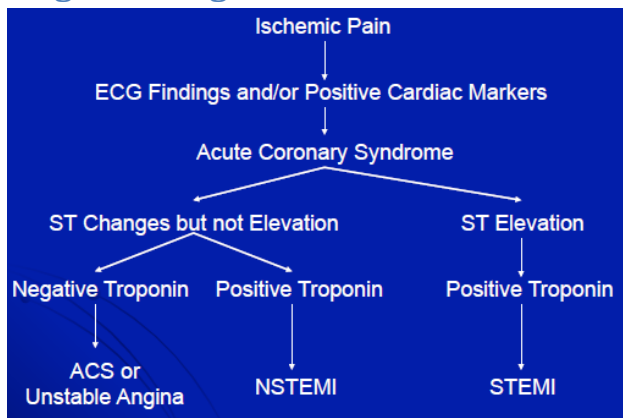 Ischemic Pain
ECG Findings and/or Positive Cardiac Markers
Acute Coronary Syndrome
ST Changes but not Elevation
ST Elevation
Negative Troponin
Positive Troponin
Positive Troponin
ACS or
Unstable Angina
NSTEMI
STEMI